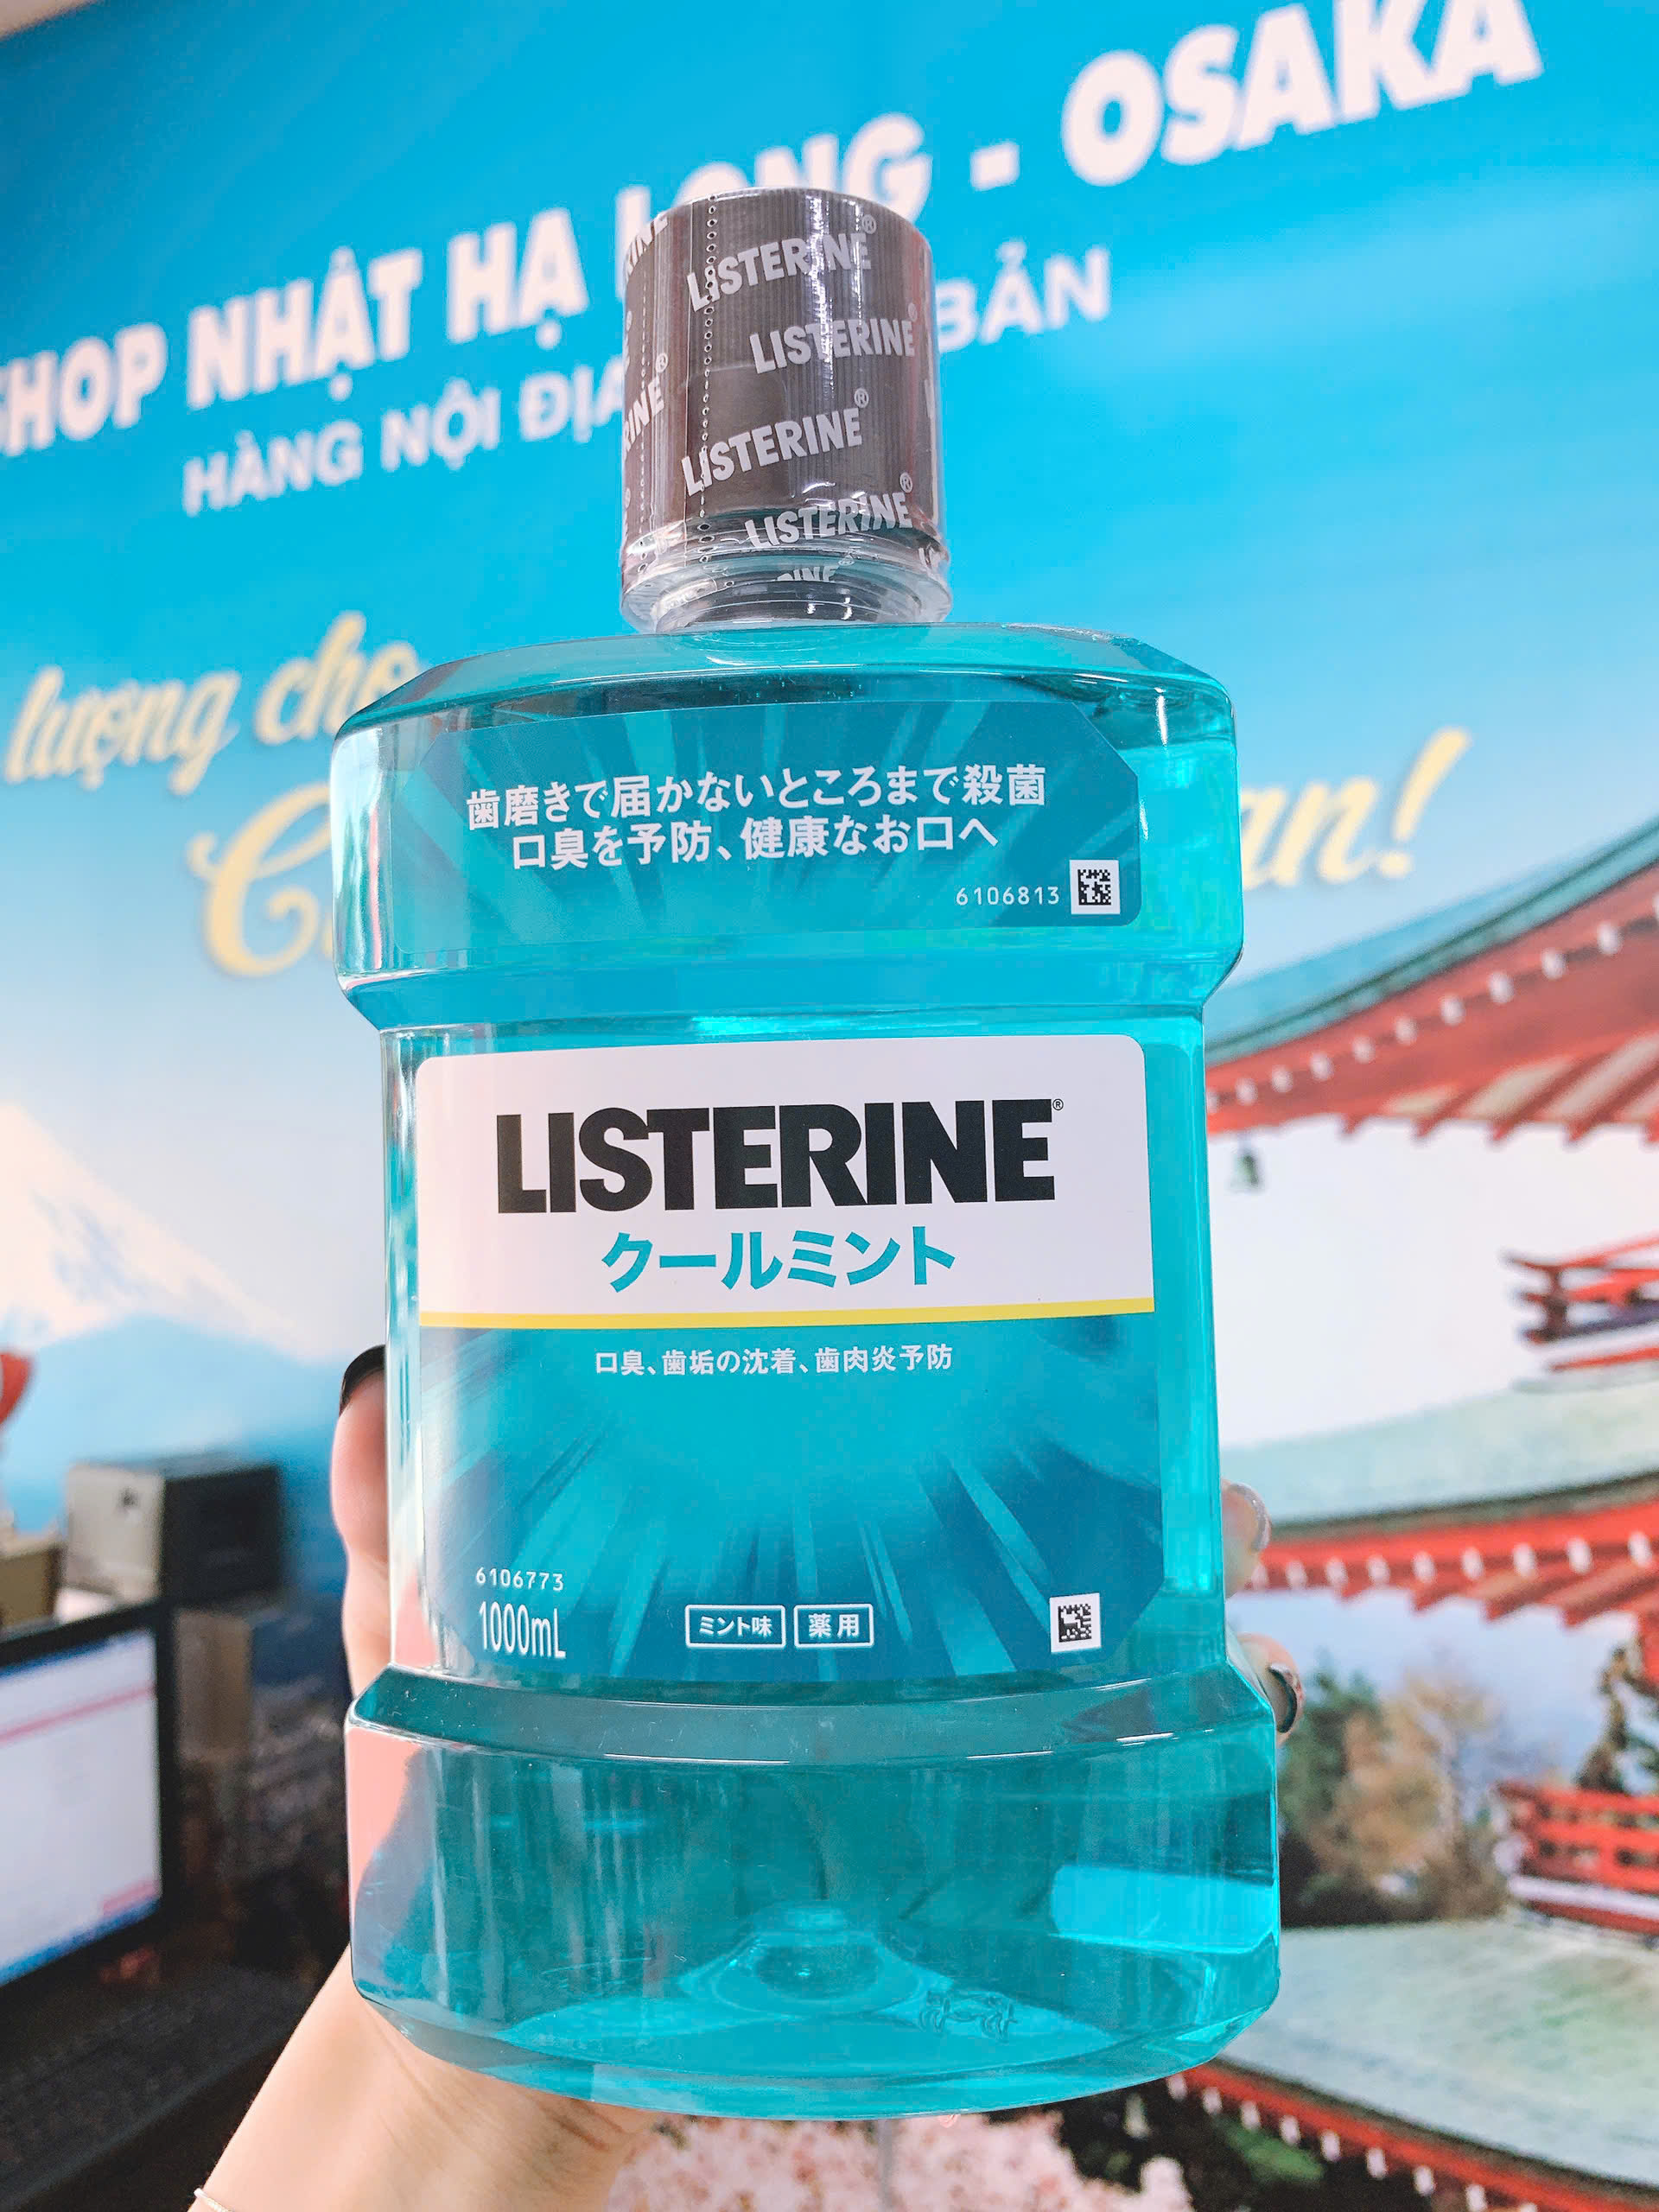 SHOP NHẬT HẠ LONG - OSAKA
HÀNG NỘI ĐỊA BẢN
lượng cho
an!
LISTERINE®
LISTERINE®
LISTERINE®
LISTERINE®
歯磨きで届かないところまで殺菌
口臭を予防、健康なお口へ
6106813
LISTERINE®
クールミント
口臭、歯垢の沈着、歯肉炎予防
6106773
1000mL
ミント味 薬用